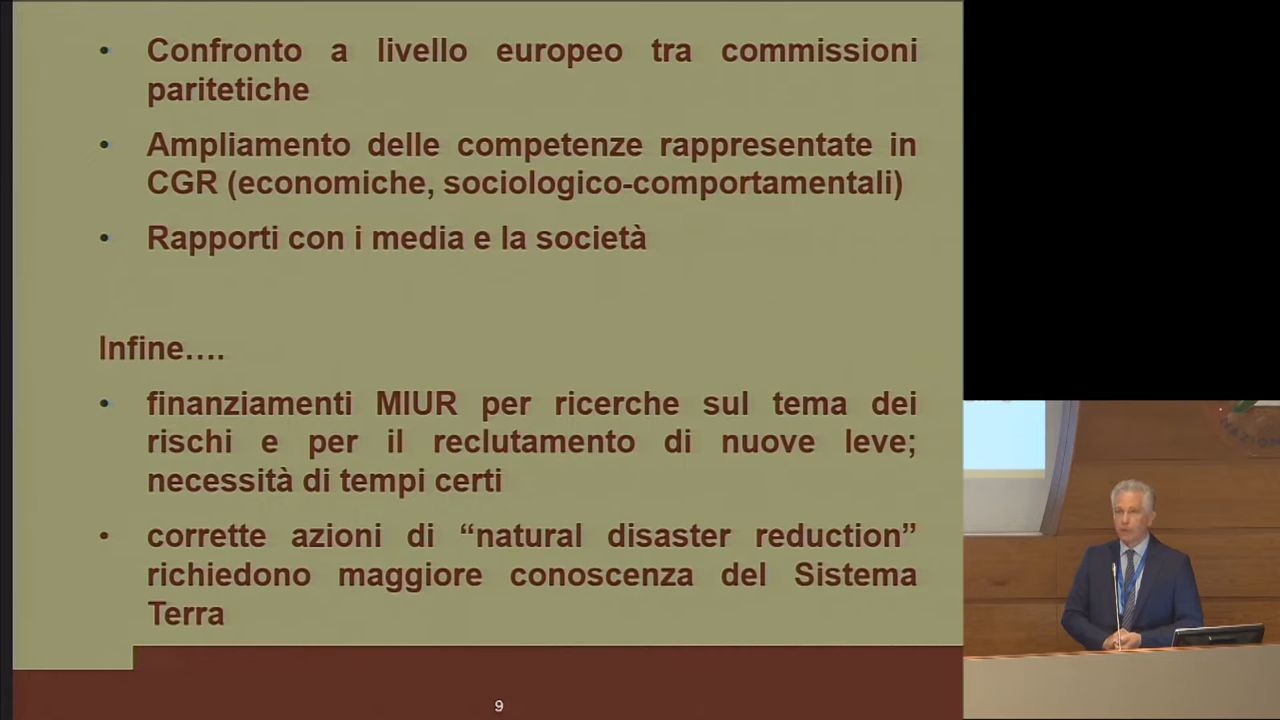 • Confronto a livello europeo tra commissioni
paritetiche
• Ampliamento delle competenze rappresentate in
CGR (economiche, sociologico-comportamentali)
• Rapporti con i media e la società
Infine….
• finanziamenti MIUR per ricerche sul tema dei
rischi e per il reclutamento di nuove leve;
necessità di tempi certi
• corrette azioni di “natural disaster reduction”
richiedono maggiore conoscenza del Sistema
Terra
9
NAZION